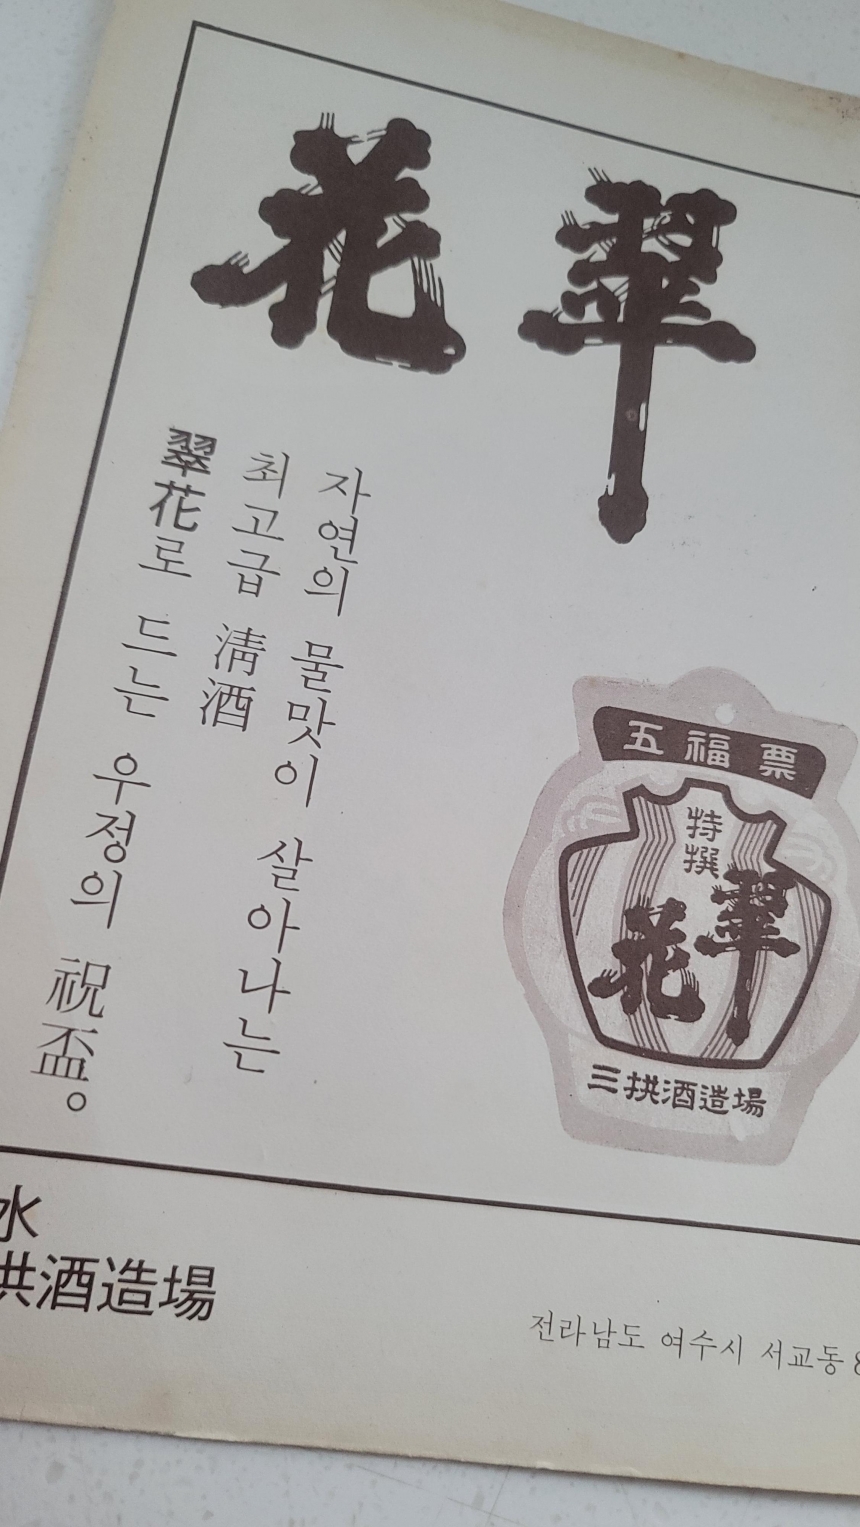 翠花
자연의 물맛이 살아나는
최고급 淸酒
翠花로 드는 우정의 祝盃。
五福票
特撰
翠花
三拱酒造場
水
拱酒造場
전라남도 여수시 서교동 8